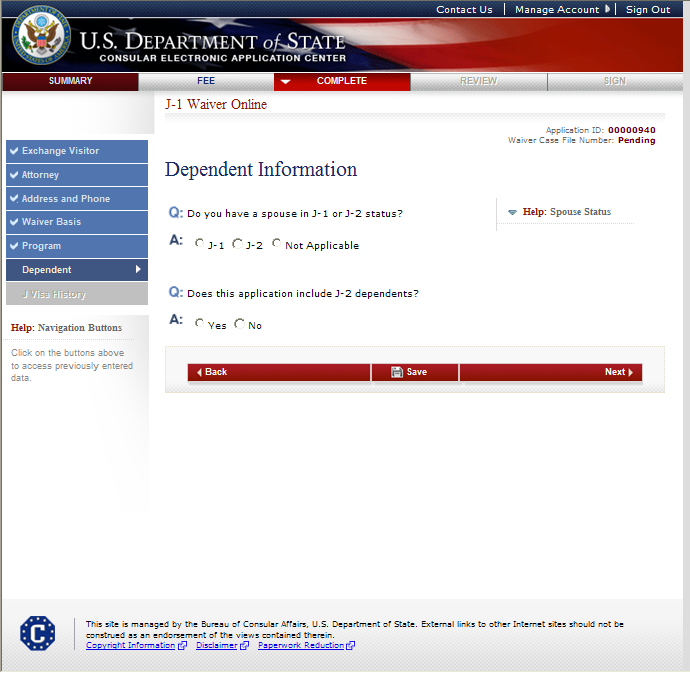 Contact Us | Manage Account | Sign Out
U.S. DEPARTMENT of STATE
CONSULAR ELECTRONIC APPLICATION CENTER
SUMMARY FEE COMPLETE REVIEW SIGN
J-1 Waiver Online
Application ID: 00000940
Waiver Case File Number: Pending
Exchange Visitor
Attorney
Address and Phone
Waiver Basis
Program
Dependent
J Visa History
Help: Navigation Buttons
Click on the buttons above
to access previously entered
data.
Dependent Information
Q: Do you have a spouse in J-1 or J-2 status?
A: J-1 J-2 Not Applicable
Help: Spouse Status
Q: Does this application include J-2 dependents?
A: Yes No
Back Save Next
C
This site is managed by the Bureau of Consular Affairs, U.S. Department of State. External links to other Internet sites should not be
construed as an endorsement of the views contained therein.
Copyright Information Disclaimer Paperwork Reduction